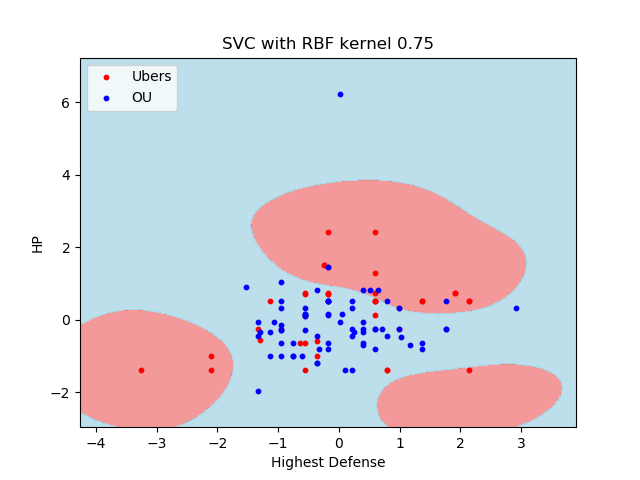 SVC with RBF kernel 0.75
Ubers
OU
6
4
2
0
−2
HP
−4 −3 −2 −1 0 1 2 3
Highest Defense